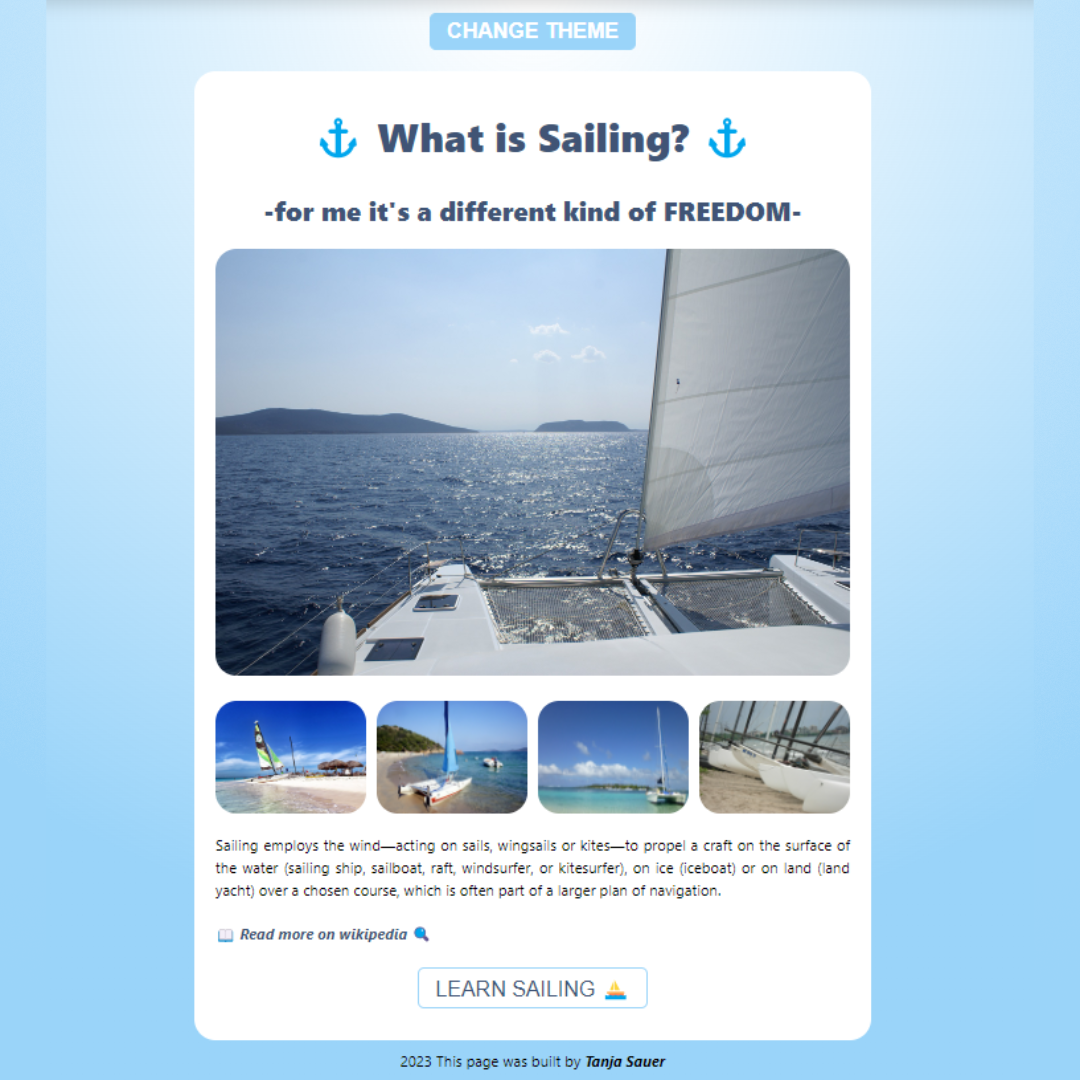 CHANGE THEME
⚓ What is Sailing? ⚓
-for me it's a different kind of FREEDOM-
Sailing employs the wind—acting on sails, wingsails or kites—to propel a craft on the surface of
the water (sailing ship, sailboat, raft, windsurfer, or kitesurfer), on ice (iceboat) or on land (land
yacht) over a chosen course, which is often part of a larger plan of navigation.
📖 Read more on wikipedia 🔍
LEARN SAILING ⛵
2023 This page was built by Tanja Sauer